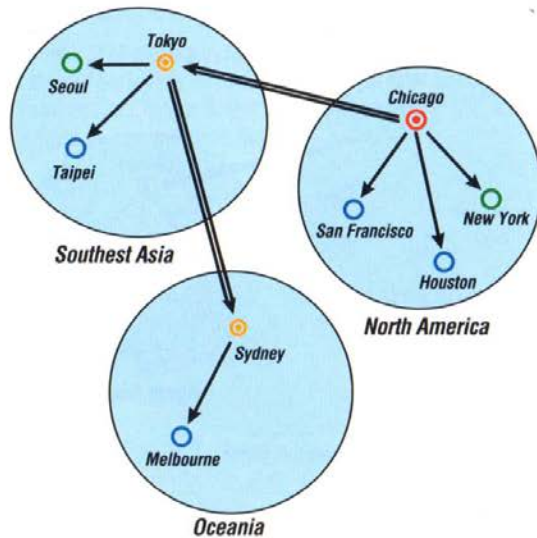 Tokyo
Seoul
Taipei
Southest Asia
Chicago
San Francisco
New York
Houston
North America
Sydney
Melbourne
Oceania